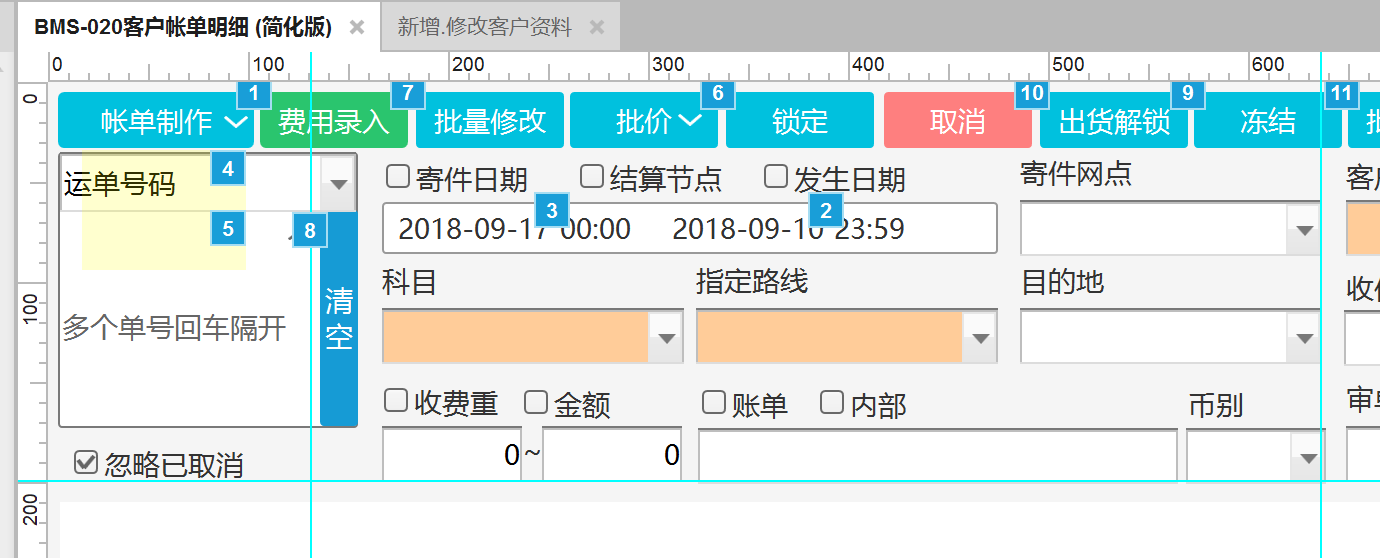 BMS-020客户帐单明细 (简化版) 新增.修改客户资料
0 100 200 300 400 500 600
帐单制作 1 费用录入 7 批量修改 批价 6 锁定 取消 10 出货解锁 9 冻结 11
运单号码 4 寄件日期 结算节点 发生日期 寄件网点
5 8 2018-09-17 00:00 3 2018-09-10 23:59 2
0
科目 指定路线 目的地
100
多个单号回车隔开 清空
收费重 金额 账单 内部 币别
0~ 0
忽略已取消
200